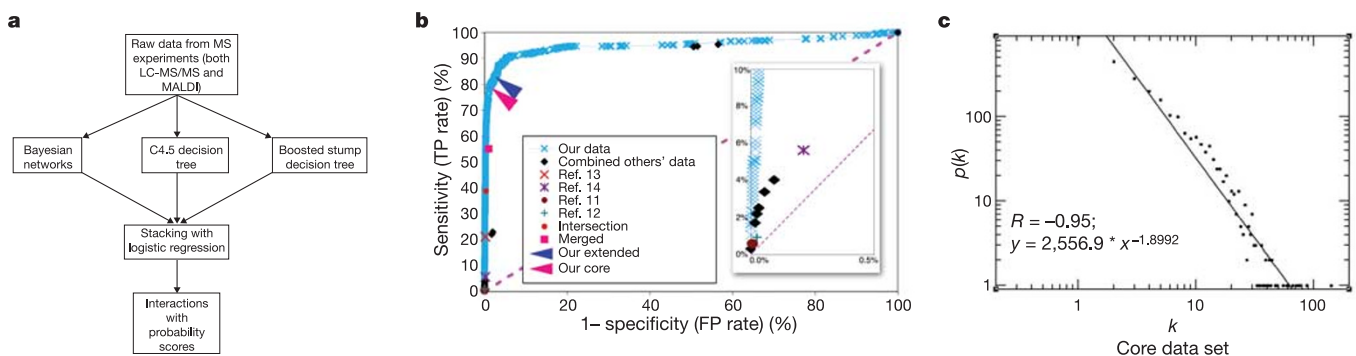 a
Raw data from MS
experiments (both
LC-MS/MS and
MALDI)
Bayesian
networks
C4.5 decision
tree
Boosted stump
decision tree
Stacking with
logistic regression
Interactions with
probability
scores
b
Sensitivity (TP rate) (%)
100
90
80
70
60
50
40
30
20
10
0
0
20
40
60
80
100
1– specificity (FP rate) (%)
Our data
Combined others' data
Ref. 13
Ref. 14
Ref. 11
Ref. 12
Intersection
Merged
Our extended
Our core
10%
8%
6%
4%
2%
0%
0.0%
0.5%
c
p(k)
100
10
1
R = –0.95;
y = 2,556.9 * x–1.8992
1
10
100
k
Core data set